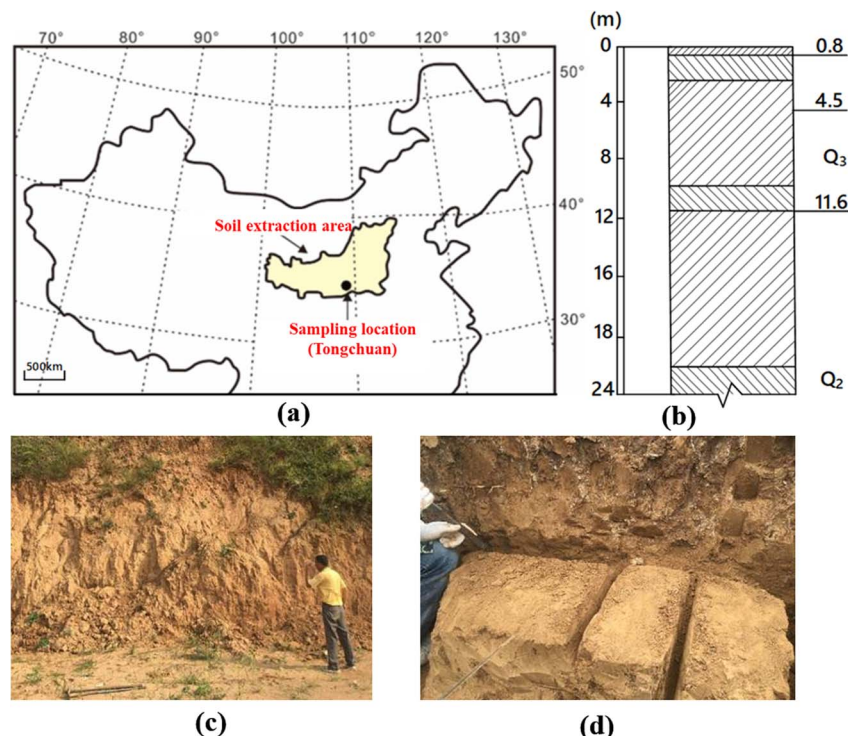 70° 80° 90° 100° 110° 120° 130°
50°
40°
30°
Soil extraction area
Sampling location
(Tongchuan)
500km
(a)
(m)
0
4
8
12
16
18
24
0.8
4.5
Q3
11.6
Q2
(b)
(c)
(d)